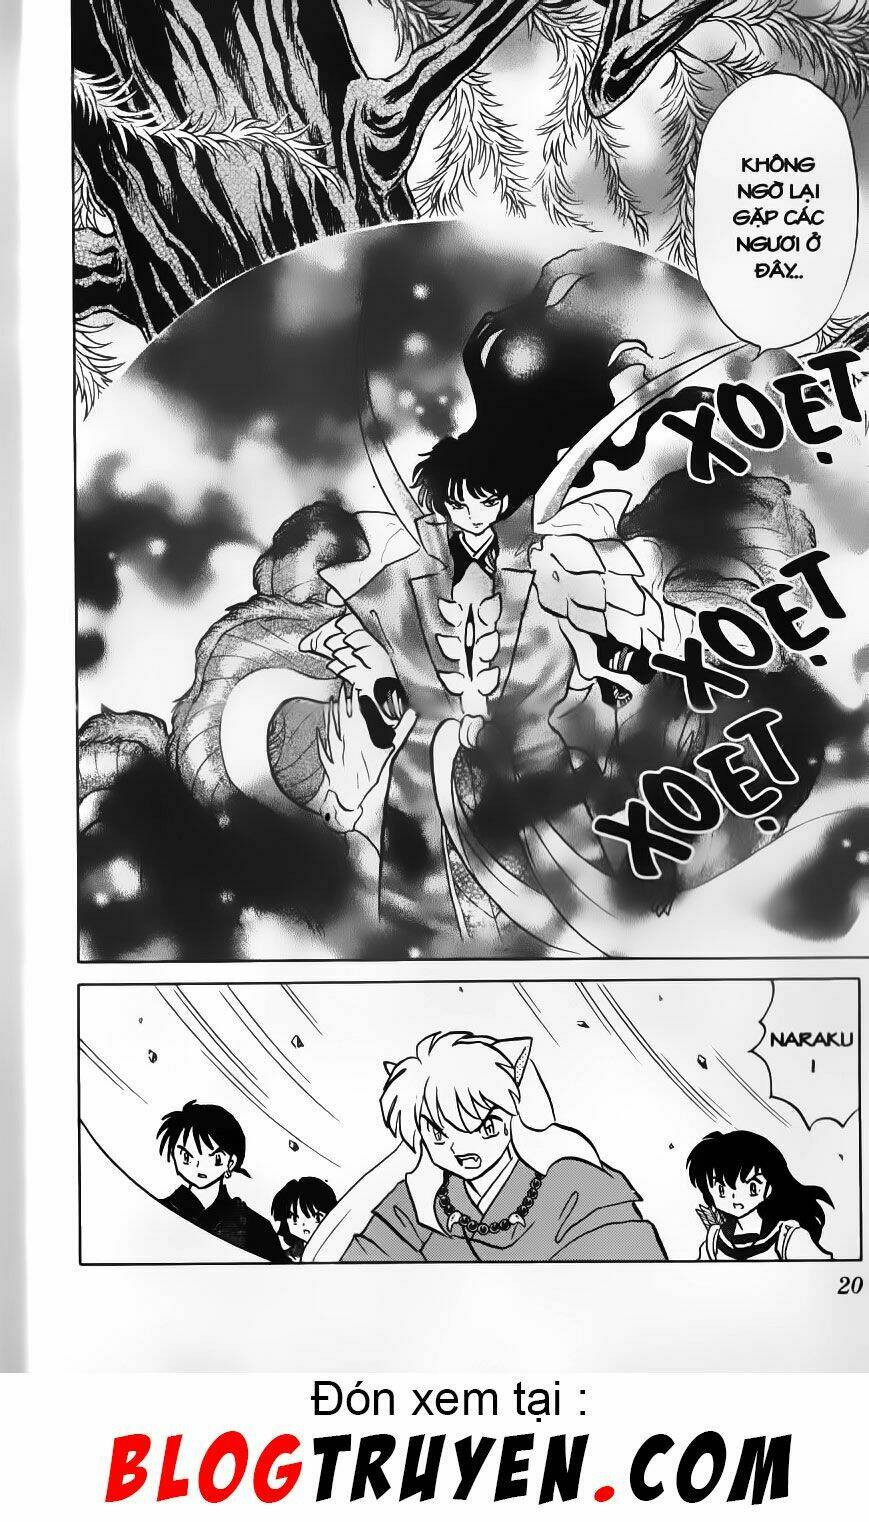 KHÔNG
NGỜ LẠI
GẶP CÁC
NGƯƠI Ở
ĐÂY...
XOẸT
XOẸT
XOẸT
NARAKU
!
20
Đón xem tại :
BLOGTRUYEN.COM